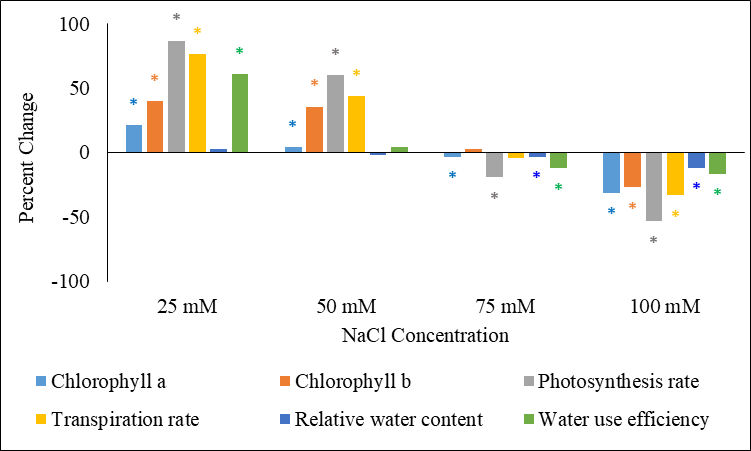 100
50
0
-50
-100
Percent Change
* * * * *
* * * *
* * * *
* * * * * *
25 mM 50 mM 75 mM 100 mM
NaCl Concentration
Chlorophyll a Chlorophyll b Photosynthesis rate
Transpiration rate Relative water content Water use efficiency